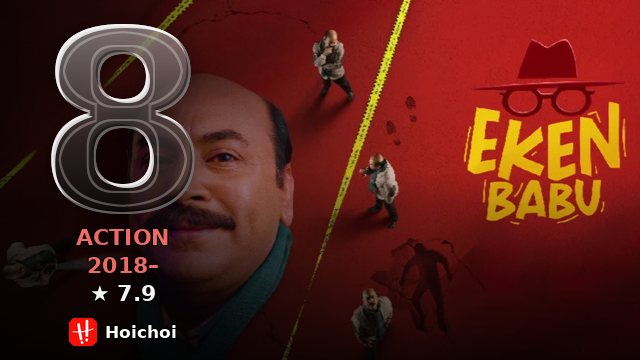 8
ACTION
2018–
★ 7.9
Hoichoi
EKEN
BABU